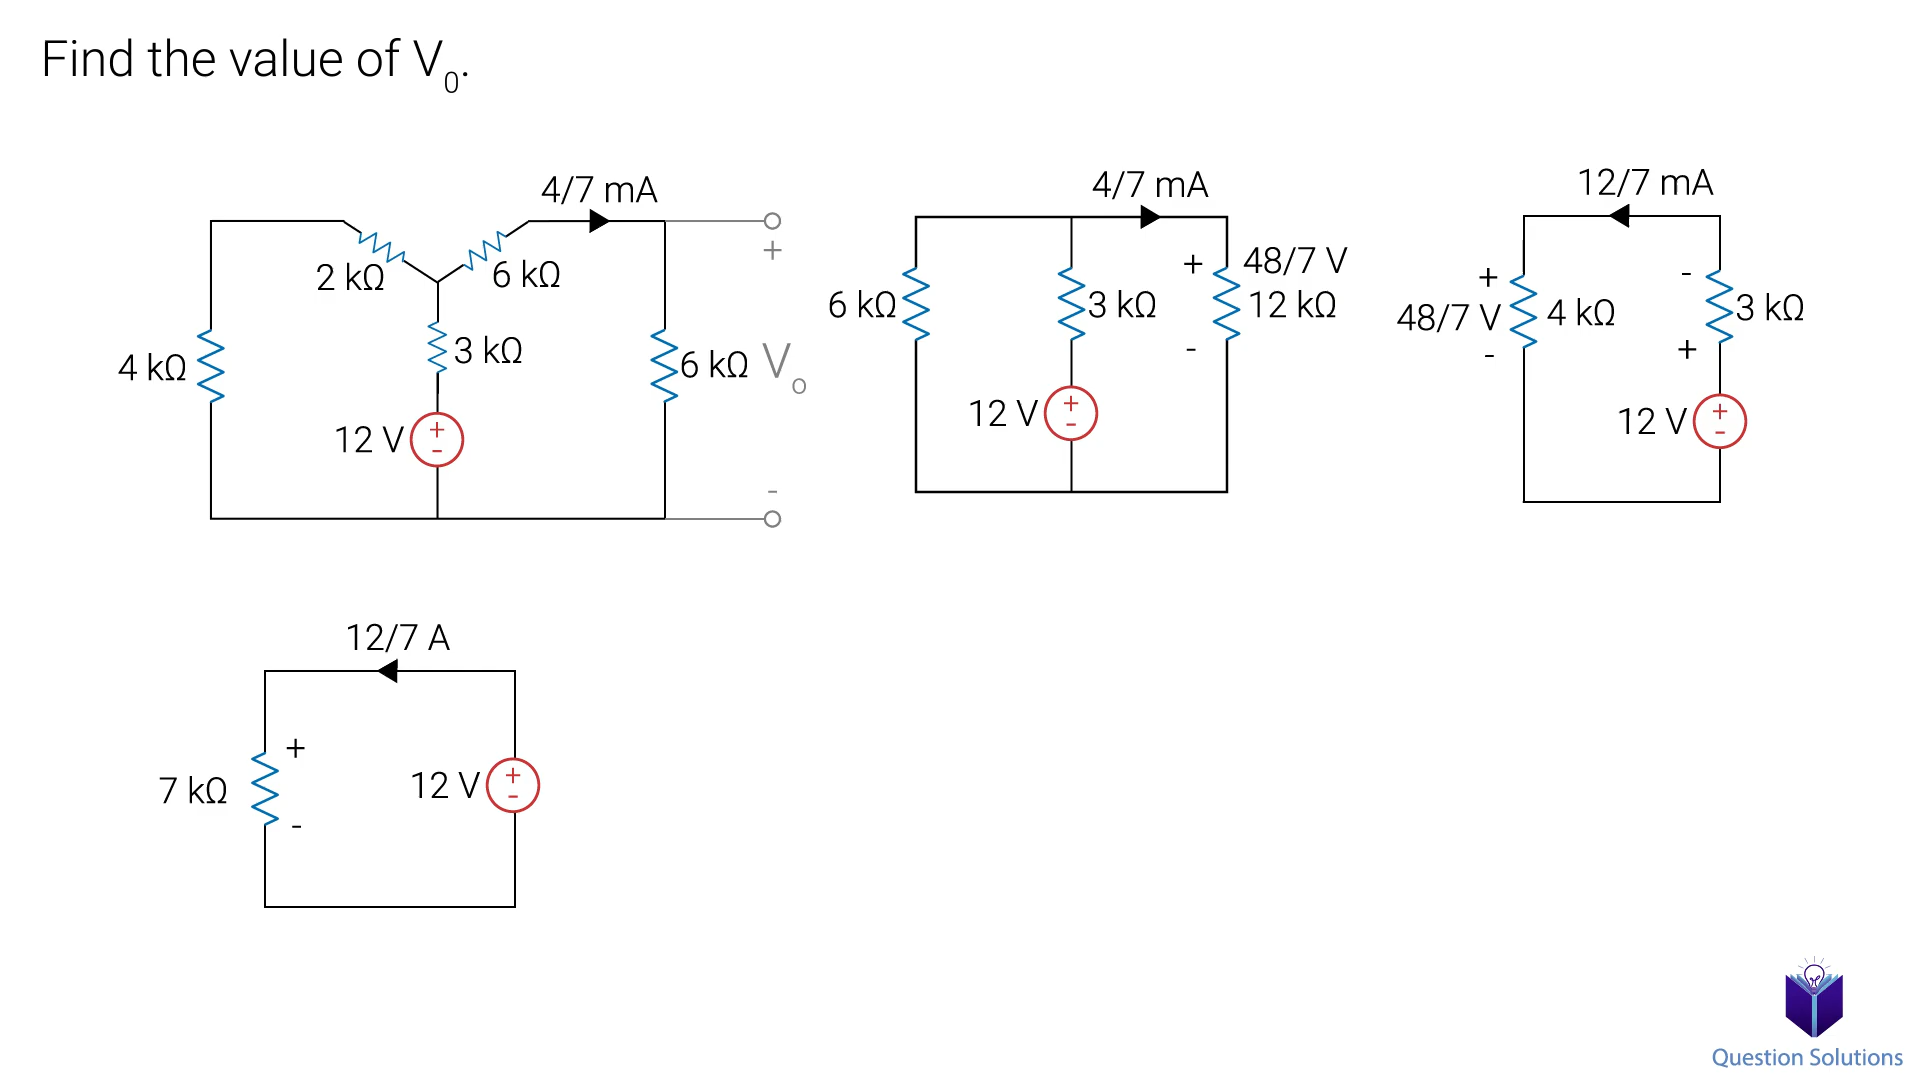 Find the value of V0.
4/7 mA
2 kΩ
6 kΩ
4 kΩ
3 kΩ
12 V
+
-
6 kΩ
+
Vo
-
4/7 mA
6 kΩ
3 kΩ
12 V
+
-
+
48/7 V
12 kΩ
-
12/7 mA
+
48/7 V
-
4 kΩ
-
3 kΩ
+
12 V
+
-
12/7 A
7 kΩ
+
-
12 V
+
-
Question Solutions